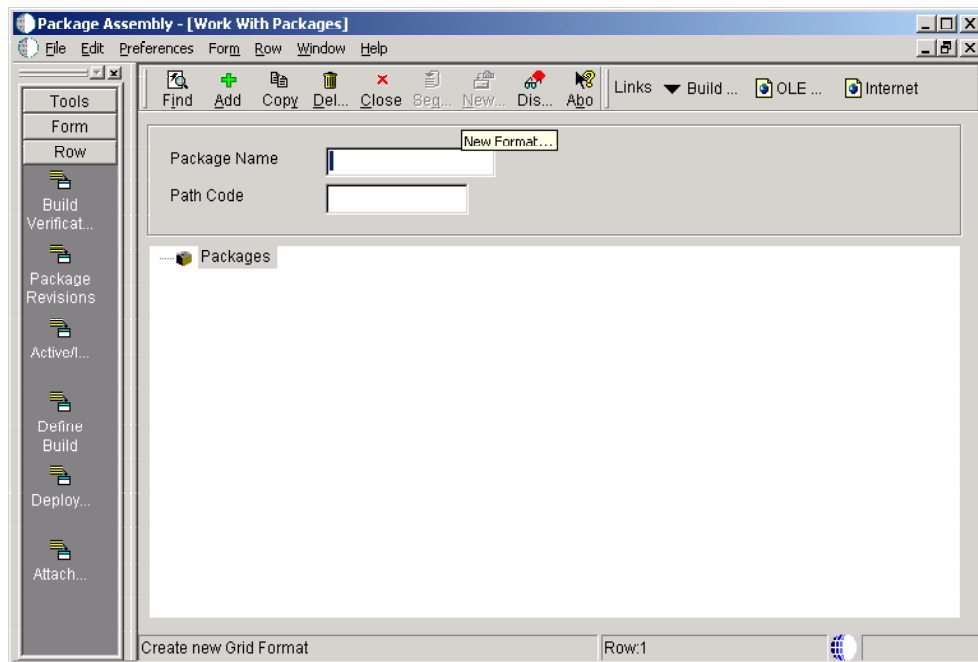 Package Assembly - [Work With Packages]
File Edit Preferences Form Row Window Help
Find Add Copy Del... Close Seq... New... Dis... Abo Links Build ... OLE ... Internet
New Format...
Tools
Form
Row
Build
Verificat...
Package
Revisions
Active/I...
Define
Build
Deploy...
Attach...
Package Name
Path Code
Packages
Create new Grid Format
Row:1